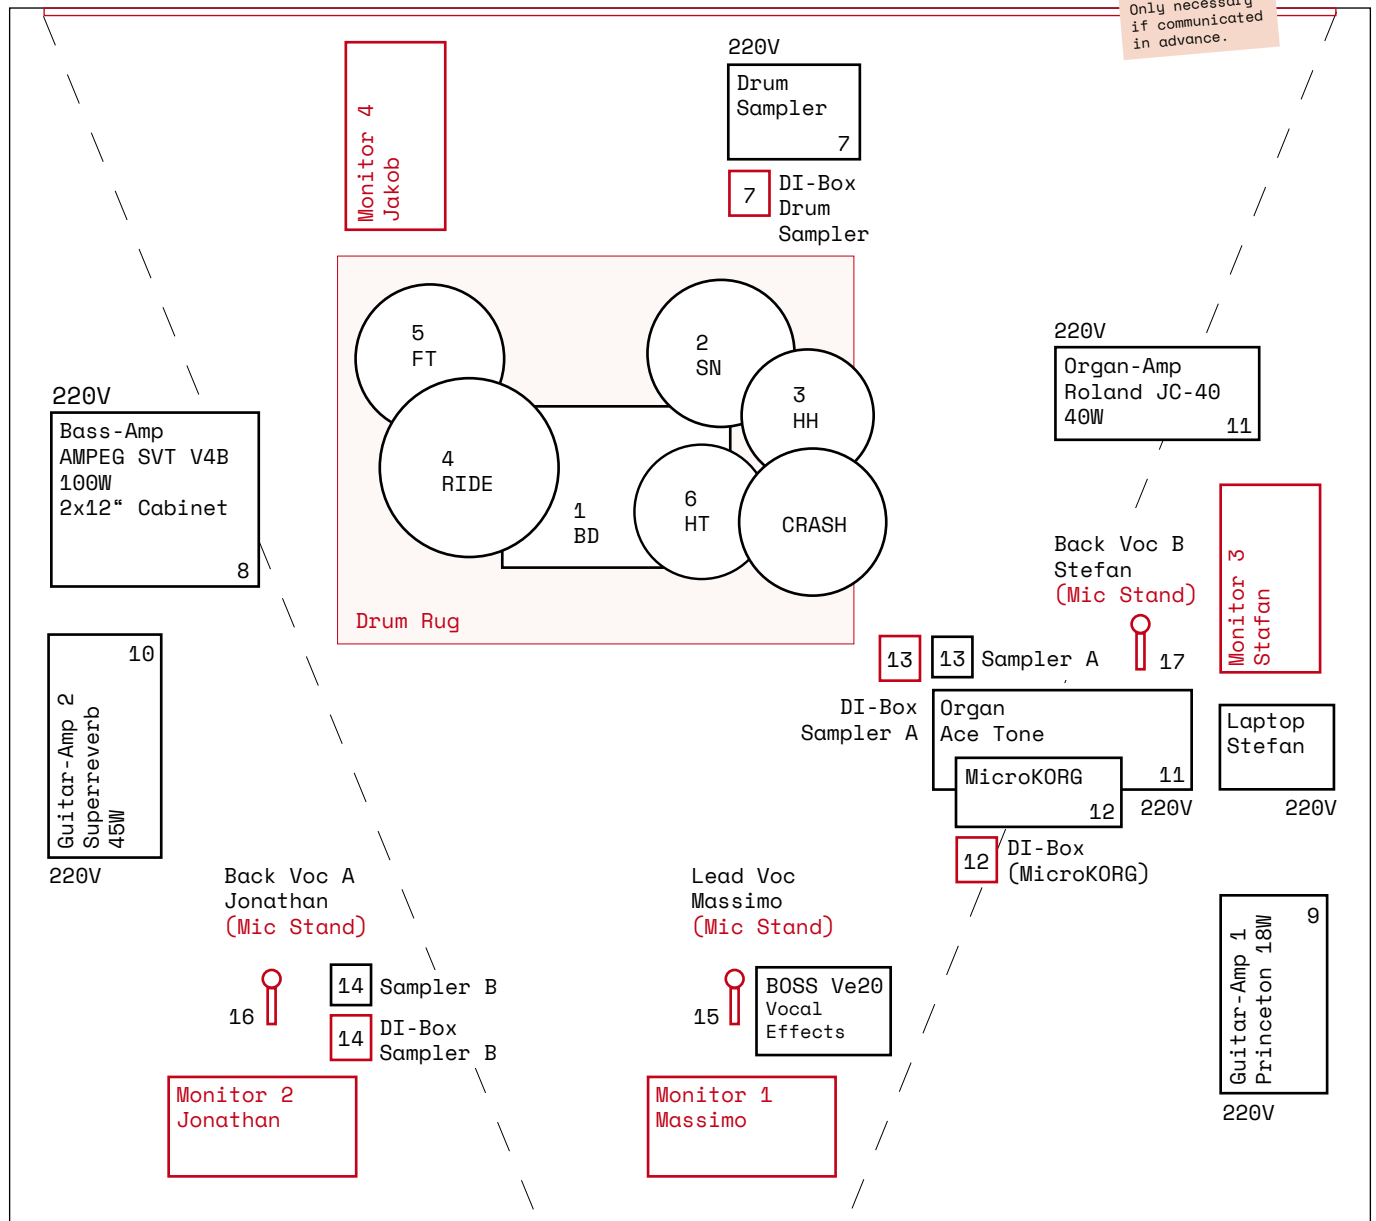 Only necessary
if communicated
in advance.
220V
Drum
Sampler
7
Monitor 4
Jakob
7
DI-Box
Drum
Sampler
5
FT
2
SN
3
HH
4
RIDE
1
BD
6
HT
CRASH
Drum Rug
220V
Organ-Amp
Roland JC-40
40W
11
220V
Bass-Amp
AMPEG SVT V4B
100W
2x12“ Cabinet
8
Back Voc B
Stefan
(Mic Stand)
17
Monitor 3
Stafan
13
13
Sampler A
DI-Box
Sampler A
Organ
Ace Tone
11
220V
MicroKORG
12
12
DI-Box
(MicroKORG)
Laptop
Stefan
220V
10
Guitar-Amp 2
Superreverb
45W
220V
Back Voc A
Jonathan
(Mic Stand)
16
14
Sampler B
14
DI-Box
Sampler B
Lead Voc
Massimo
(Mic Stand)
15
BOSS Ve20
Vocal
Effects
9
Guitar-Amp 1
Princeton 18W
220V
Monitor 2
Jonathan
Monitor 1
Massimo